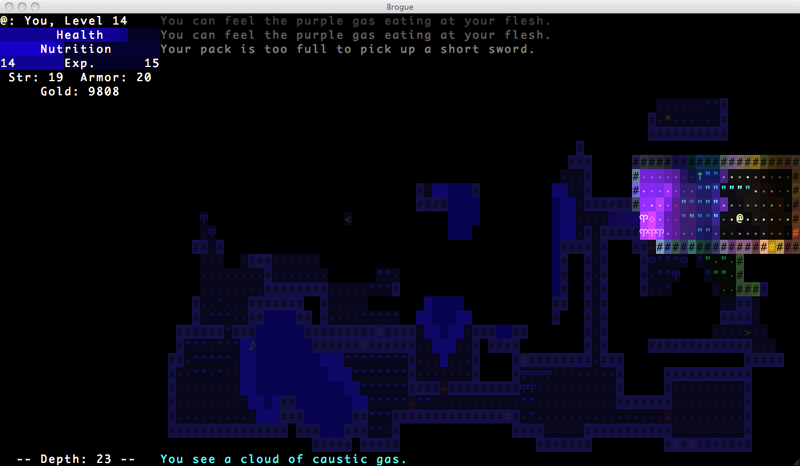 Brogue
@: You, Level 14
You can feel the purple gas eating at your flesh.
Health
You can feel the purple gas eating at your flesh.
Nutrition
Your pack is too full to pick up a short sword.
14 Exp. 15
Str: 19 Armor: 20
Gold: 9808
-- Depth: 23 --
You see a cloud of caustic gas.